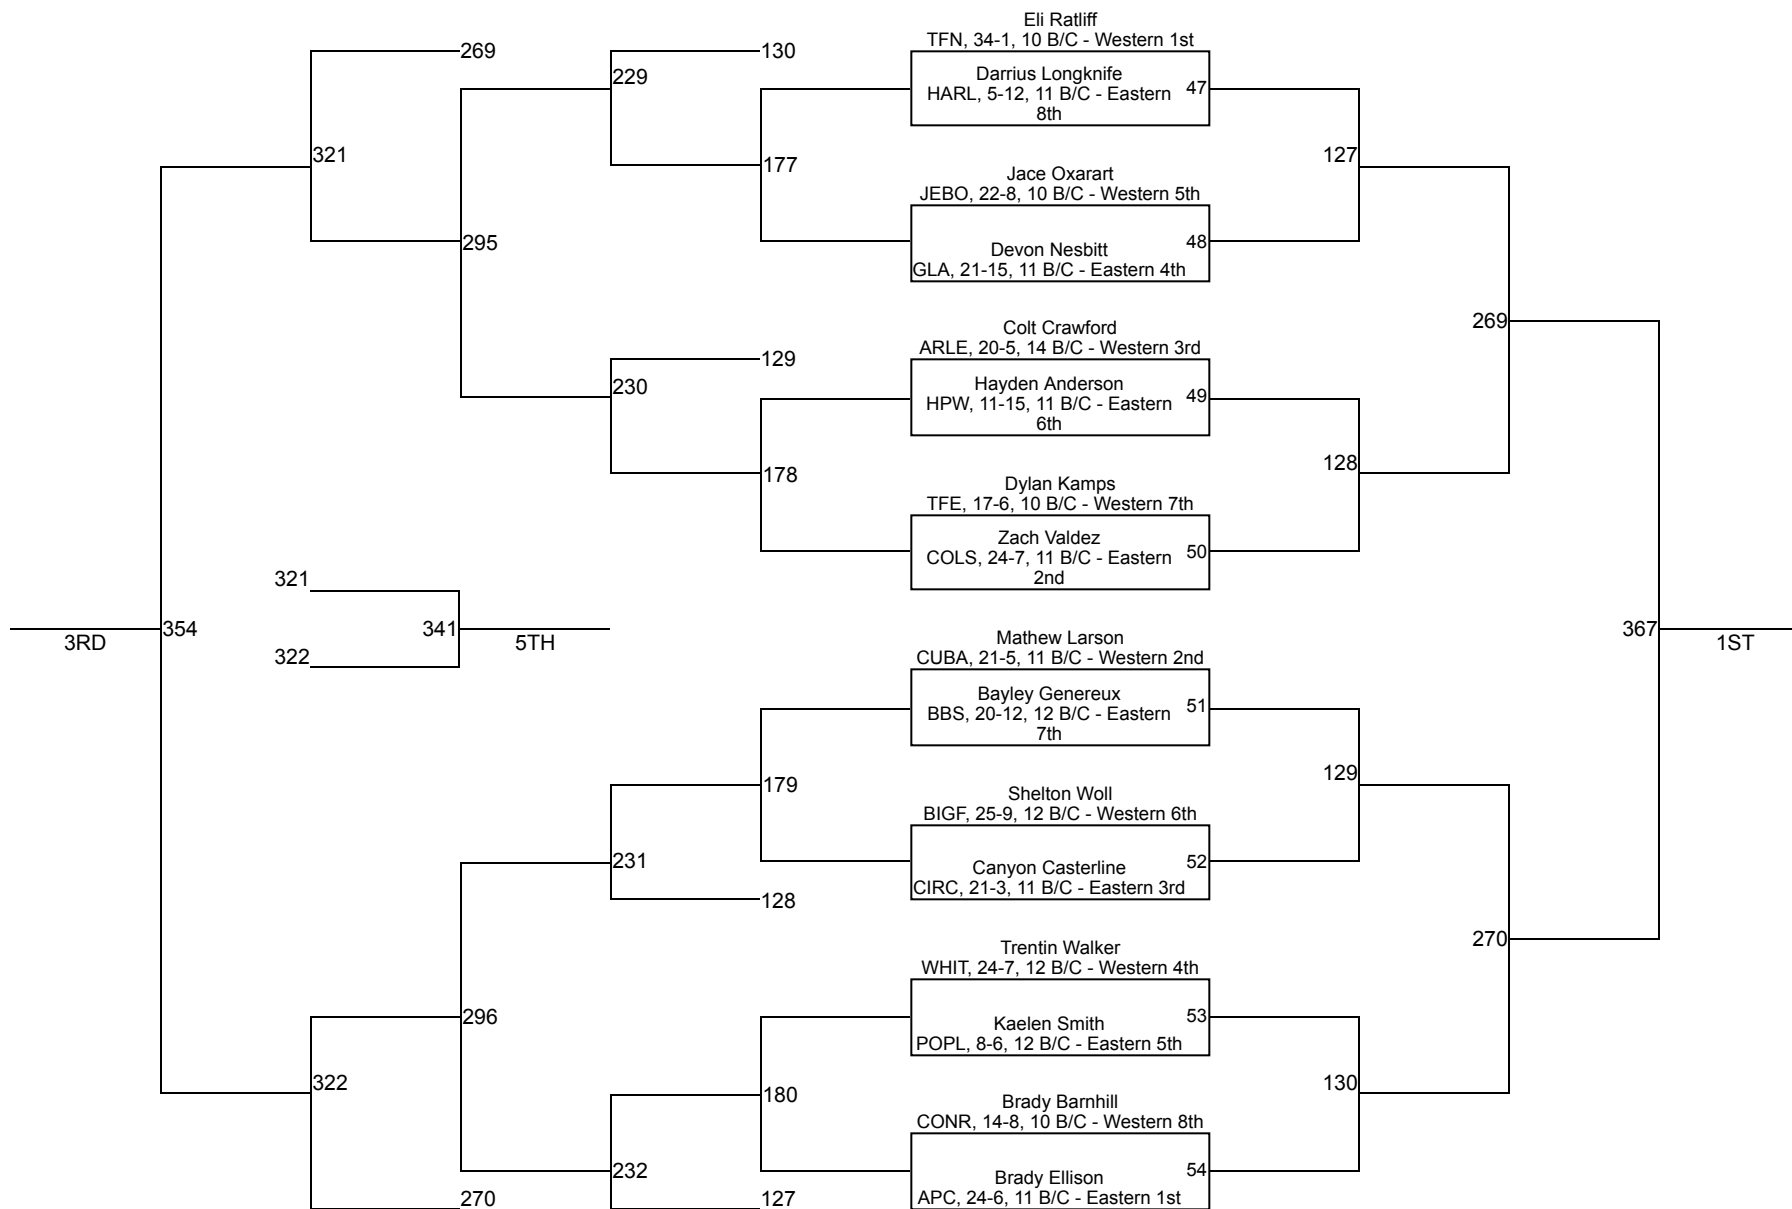 Eli Ratliff
TFN, 34-1, 10 B/C - Western 1st
Darrius Longknife
HARL, 5-12, 11 B/C - Eastern
8th
47
Jace Oxarart
JEBO, 22-8, 10 B/C - Western 5th
Devon Nesbitt
GLA, 21-15, 11 B/C - Eastern 4th
48
Colt Crawford
ARLE, 20-5, 14 B/C - Western 3rd
Hayden Anderson
HPW, 11-15, 11 B/C - Eastern
6th
49
Dylan Kamps
TFE, 17-6, 10 B/C - Western 7th
Zach Valdez
COLS, 24-7, 11 B/C - Eastern
2nd
50
Mathew Larson
CUBA, 21-5, 11 B/C - Western 2nd
Bayley Genereux
BBS, 20-12, 12 B/C - Eastern
7th
51
Shelton Woll
BIGF, 25-9, 12 B/C - Western 6th
Canyon Casterline
CIRC, 21-3, 11 B/C - Eastern 3rd
52
Trentin Walker
WHIT, 24-7, 12 B/C - Western 4th
Kaelen Smith
POPL, 8-6, 12 B/C - Eastern 5th
53
Brady Barnhill
CONR, 14-8, 10 B/C - Western 8th
Brady Ellison
APC, 24-6, 11 B/C - Eastern 1st
54
127
128
129
130
269
270
367
1ST
130
177
129
178
179
128
180
127
229
230
231
232
295
296
269
321
322
270
354
3RD
321
322
341
5TH